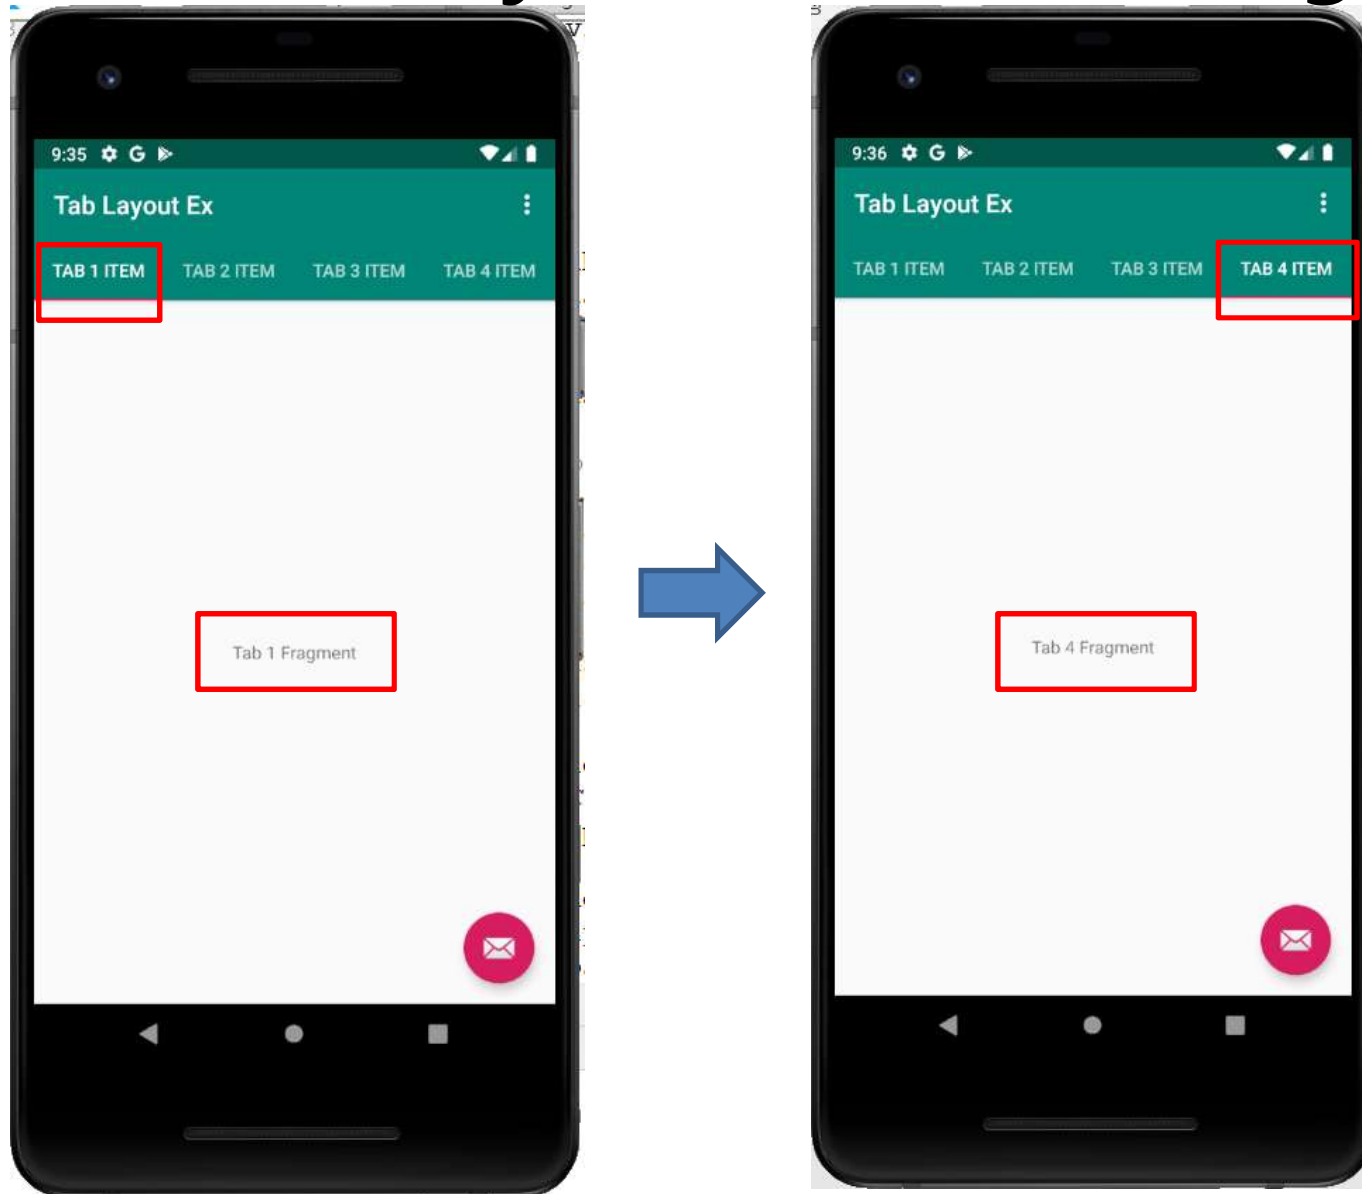 9:35 G
Tab Layout Ex
TAB 1 ITEM TAB 2 ITEM TAB 3 ITEM TAB 4 ITEM
Tab 1 Fragment
9:36 G
Tab Layout Ex
TAB 1 ITEM TAB 2 ITEM TAB 3 ITEM TAB 4 ITEM
Tab 4 Fragment